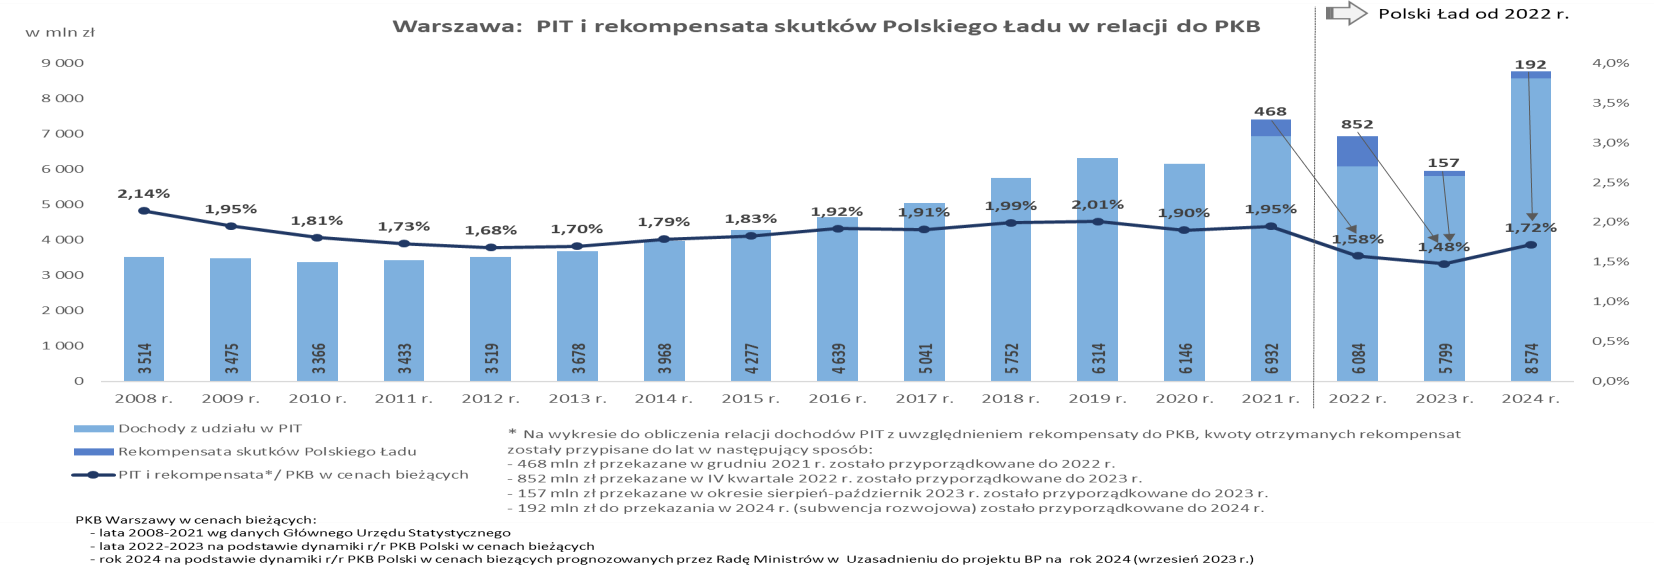 Polski Ład od 2022 r.
Warszawa: PIT i rekompensata skutków Polskiego Ładu w relacji do PKB
w mln zł
9 000
8 000
7 000
6 000
5 000
4 000
3 000
2 000
1 000
0
4,0%
3,5%
3,0%
2,5%
2,0%
1,5%
1,0%
0,5%
0,0%
468
852
157
192
2,14%
1,95%
1,81%
1,73%
1,68%
1,70%
1,79%
1,83%
1,92%
1,91%
1,99%
2,01%
1,90%
1,95%
1,58%
1,48%
1,72%
3 514
3 475
3 366
3 433
3 519
3 678
3 968
4 277
4 639
5 041
5 752
6 314
6 146
6 932
6 084
5 799
8 574
2008 r.
2009 r.
2010 r.
2011 r.
2012 r.
2013 r.
2014 r.
2015 r.
2016 r.
2017 r.
2018 r.
2019 r.
2020 r.
2021 r.
2022 r.
2023 r.
2024 r.
Dochody z udziału w PIT
Rekompensata skutków Polskiego Ładu
PIT i rekompensata*/ PKB w cenach bieżących
* Na wykresie do obliczenia relacji dochodów PIT z uwzględnieniem rekompensaty do PKB, kwoty otrzymanych rekompensat
zostały przypisane do lat w następujący sposób:
- 468 mln zł przekazane w grudniu 2021 r. zostało przyporządkowane do 2022 r.
- 852 mln zł przekazane w IV kwartale 2022 r. zostało przyporządkowane do 2023 r.
- 157 mln zł przekazane w okresie sierpień-październik 2023 r. zostało przyporządkowane do 2023 r.
- 192 mln zł do przekazania w 2024 r. (subwencja rozwojowa) zostało przyporządkowane do 2024 r.
PKB Warszawy w cenach bieżących:
- lata 2008-2021 wg danych Głównego Urzędu Statystycznego
- lata 2022-2023 na podstawie dynamiki r/r PKB Polski w cenach bieżących
- rok 2024 na podstawie dynamiki r/r PKB Polski w cenach biezących prognozowanych przez Radę Ministrów w Uzasadnieniu do projektu BP na rok 2024 (wrzesień 2023 r.)